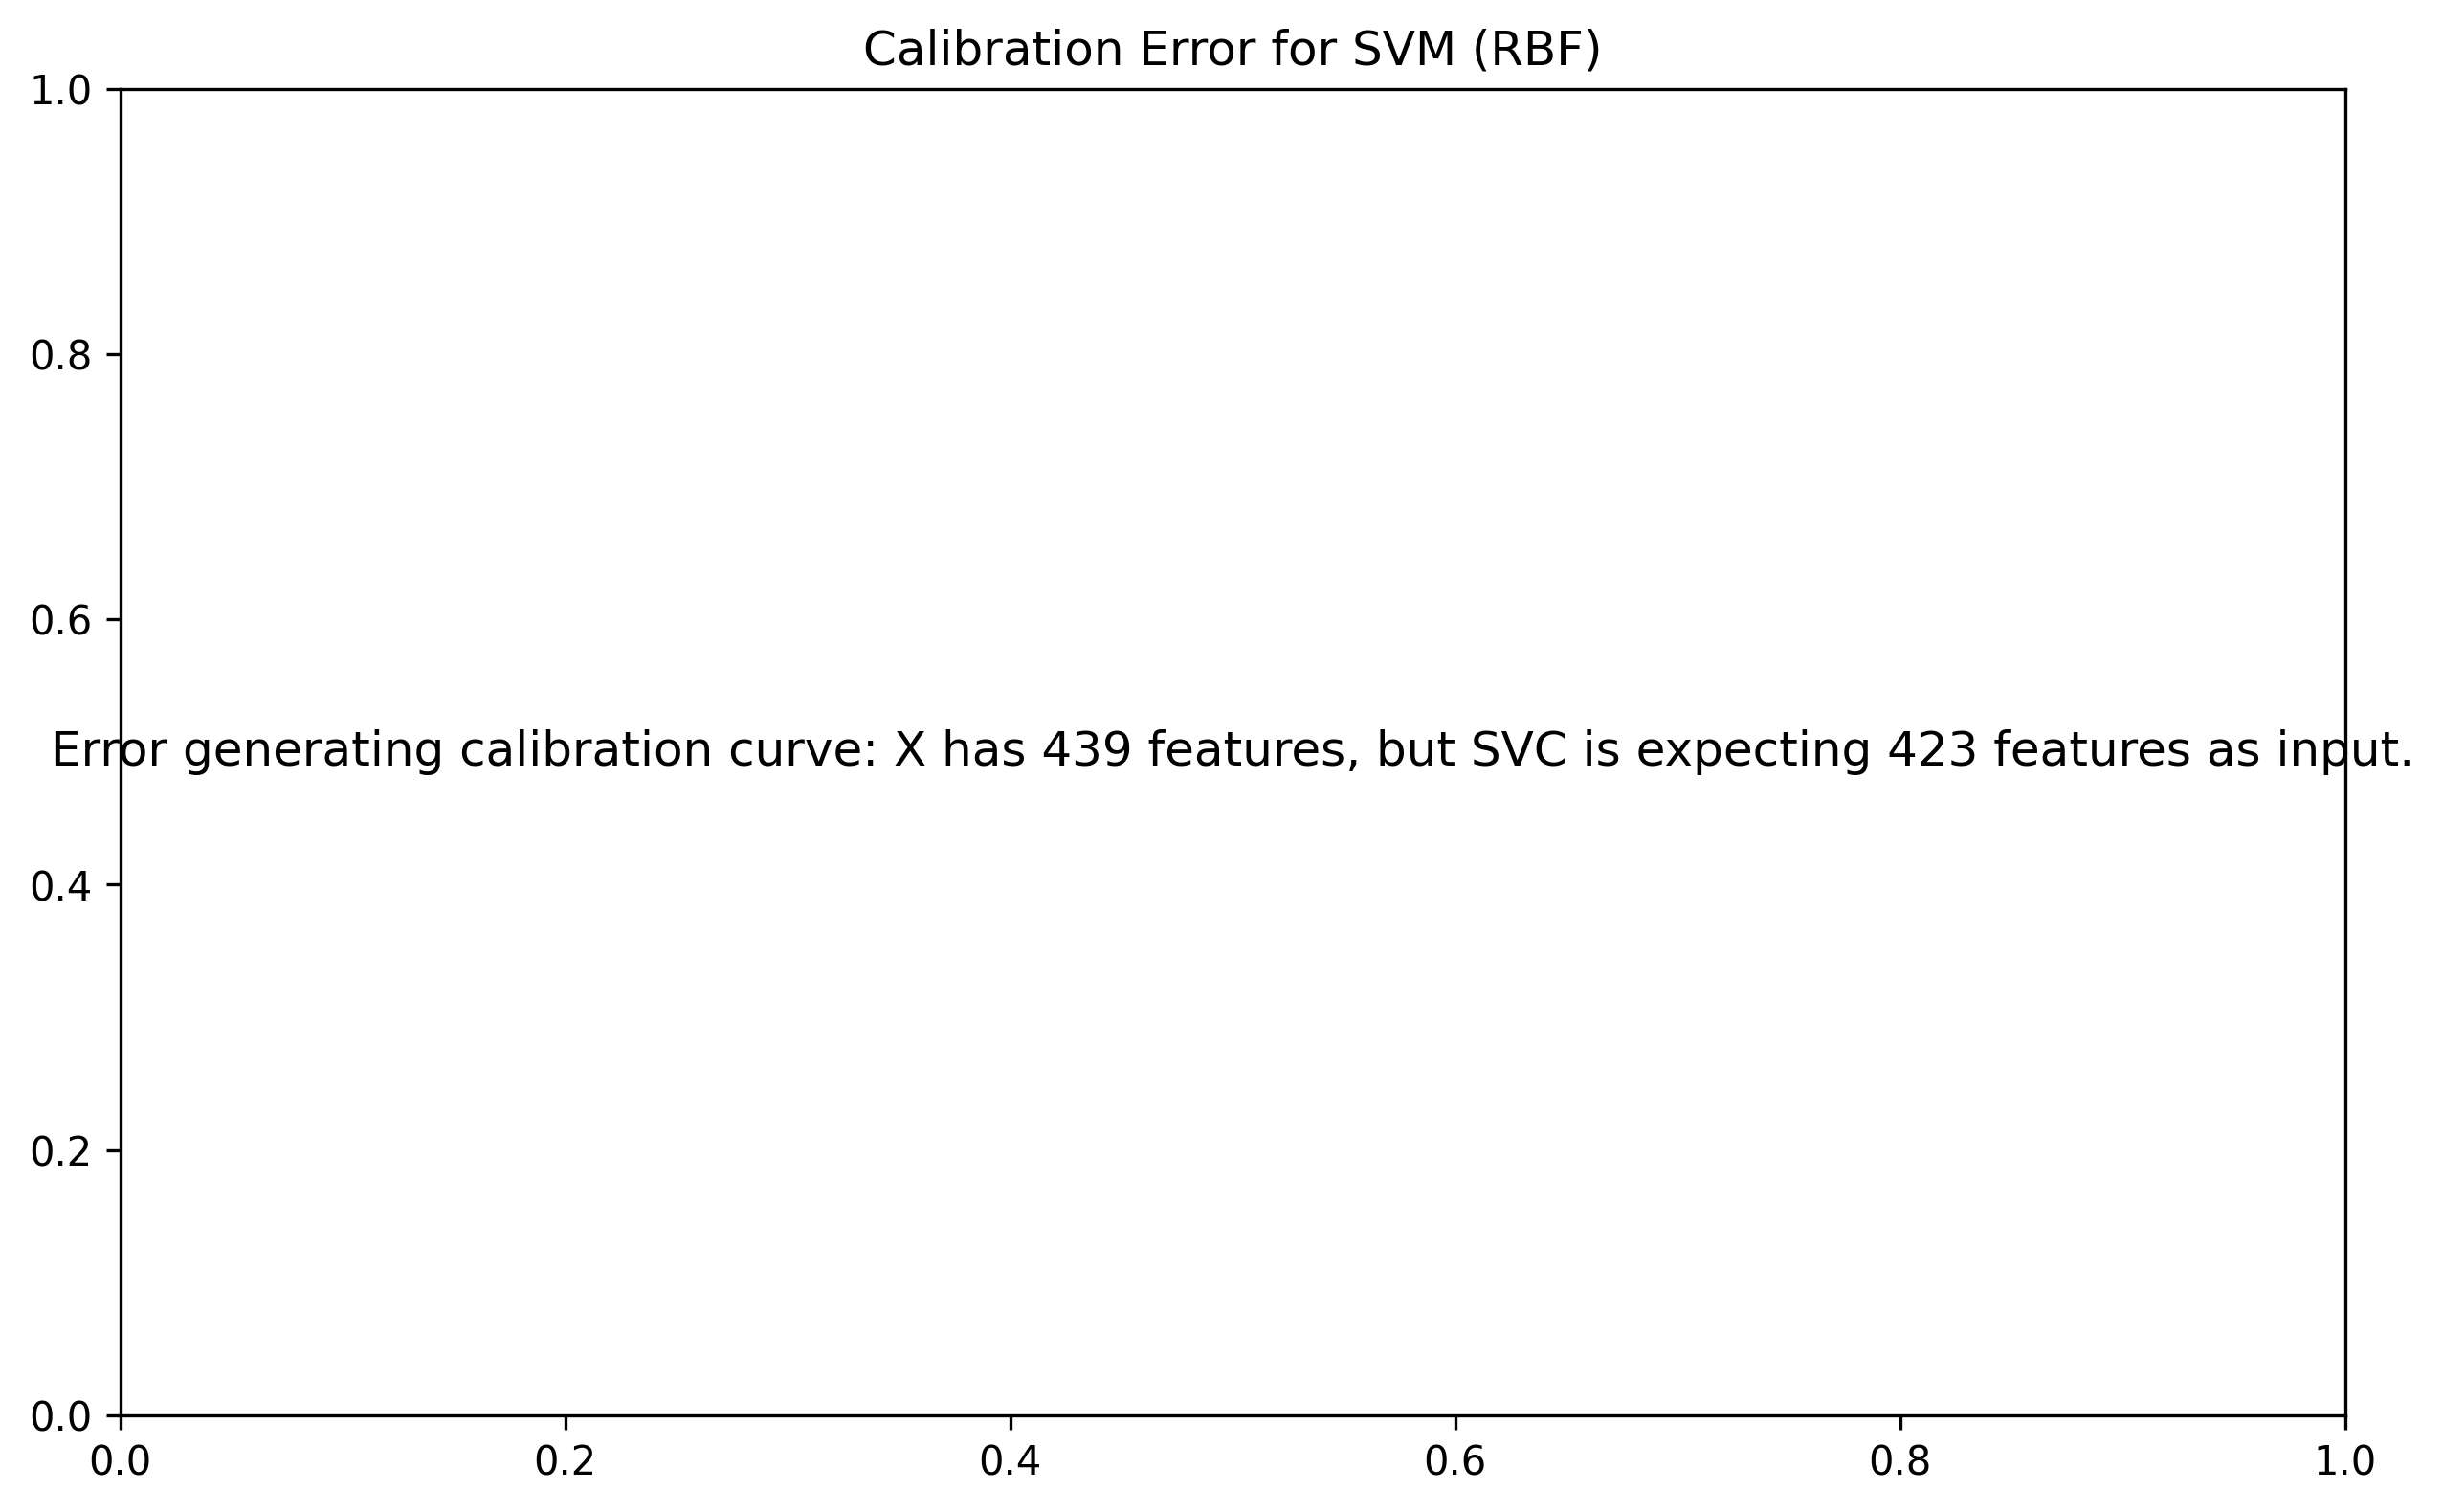 Calibration Error for SVM (RBF)
1.0
0.8
0.6
Error generating calibration curve: X has 439 features, but SVC is expecting 423 features as input.
0.4
0.2
0.0
0.0 0.2 0.4 0.6 0.8 1.0